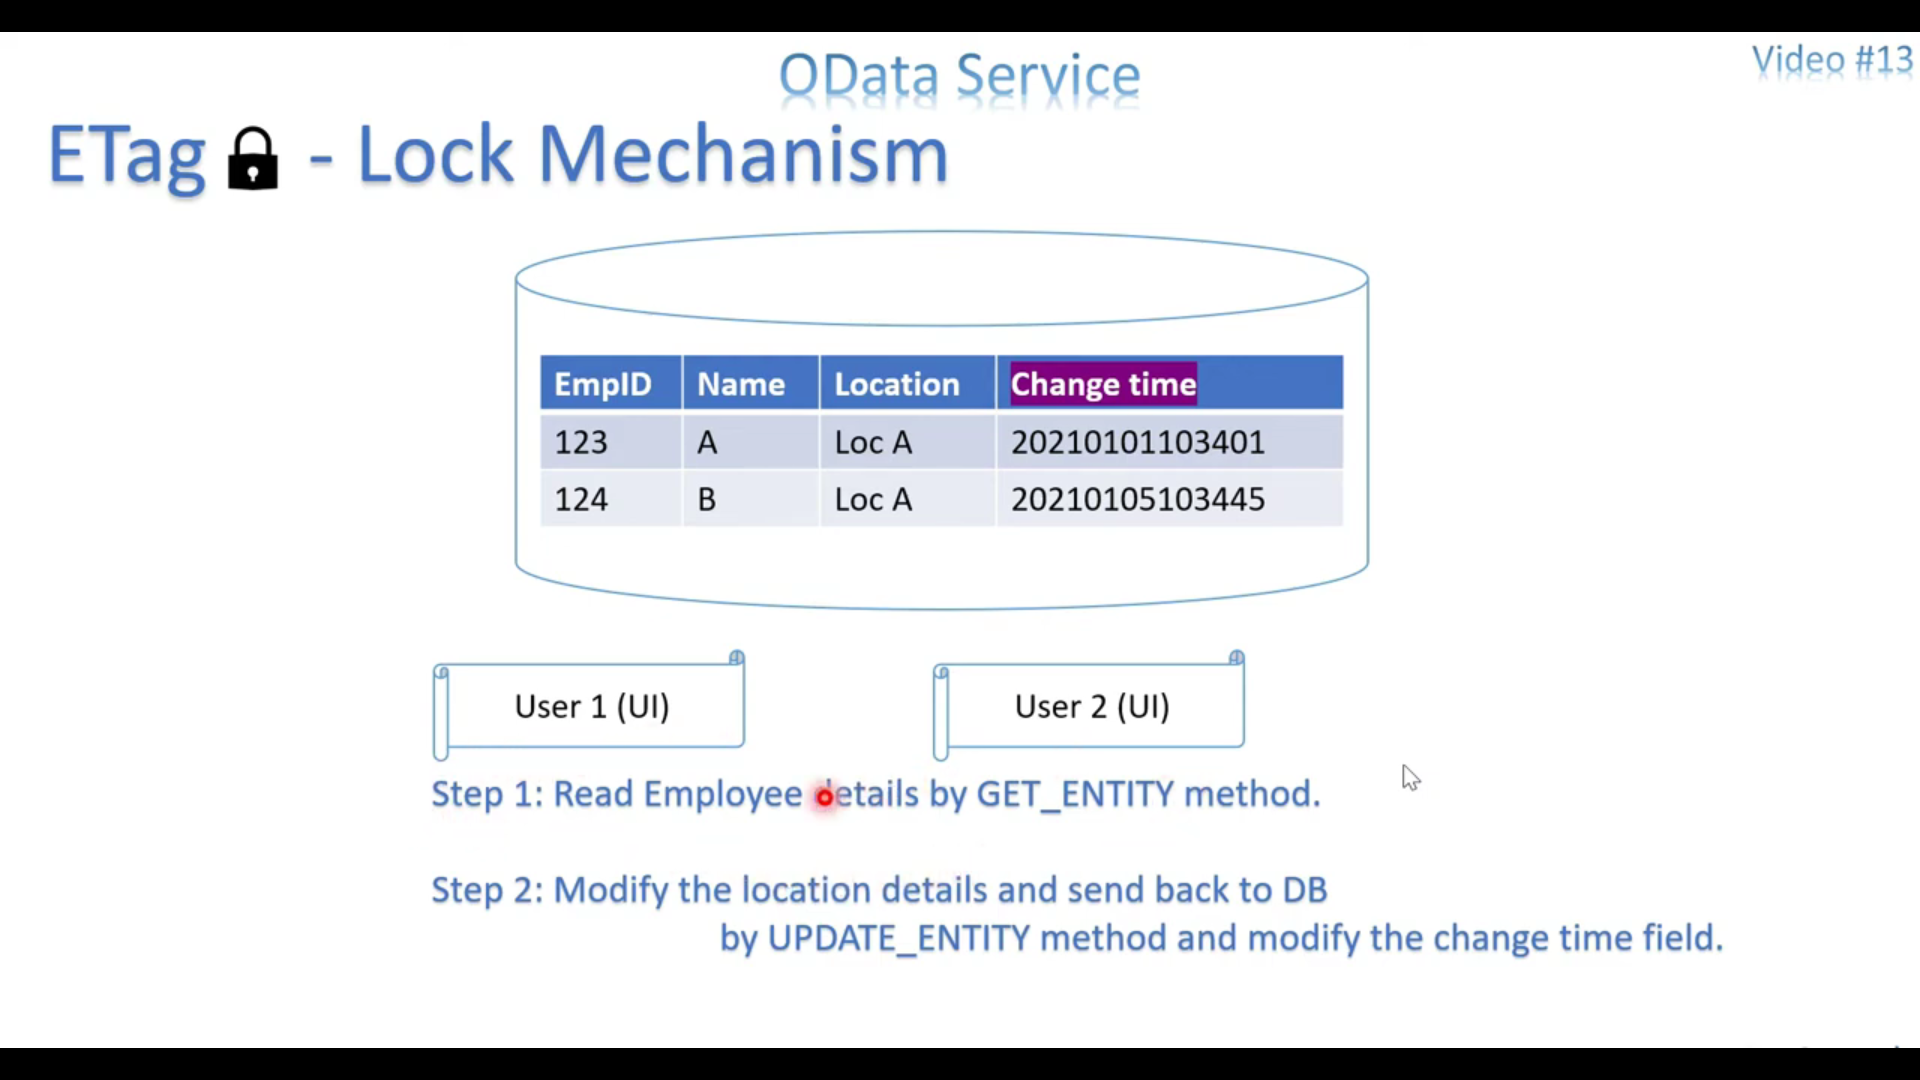 OData Service
Video #13
ETag - Lock Mechanism
EmpID Name Location Change time
123 A Loc A 20210101103401
124 B Loc A 20210105103445
User 1 (UI) User 2 (UI)
Step 1: Read Employee details by GET_ENTITY method.
Step 2: Modify the location details and send back to DB
by UPDATE_ENTITY method and modify the change time field.